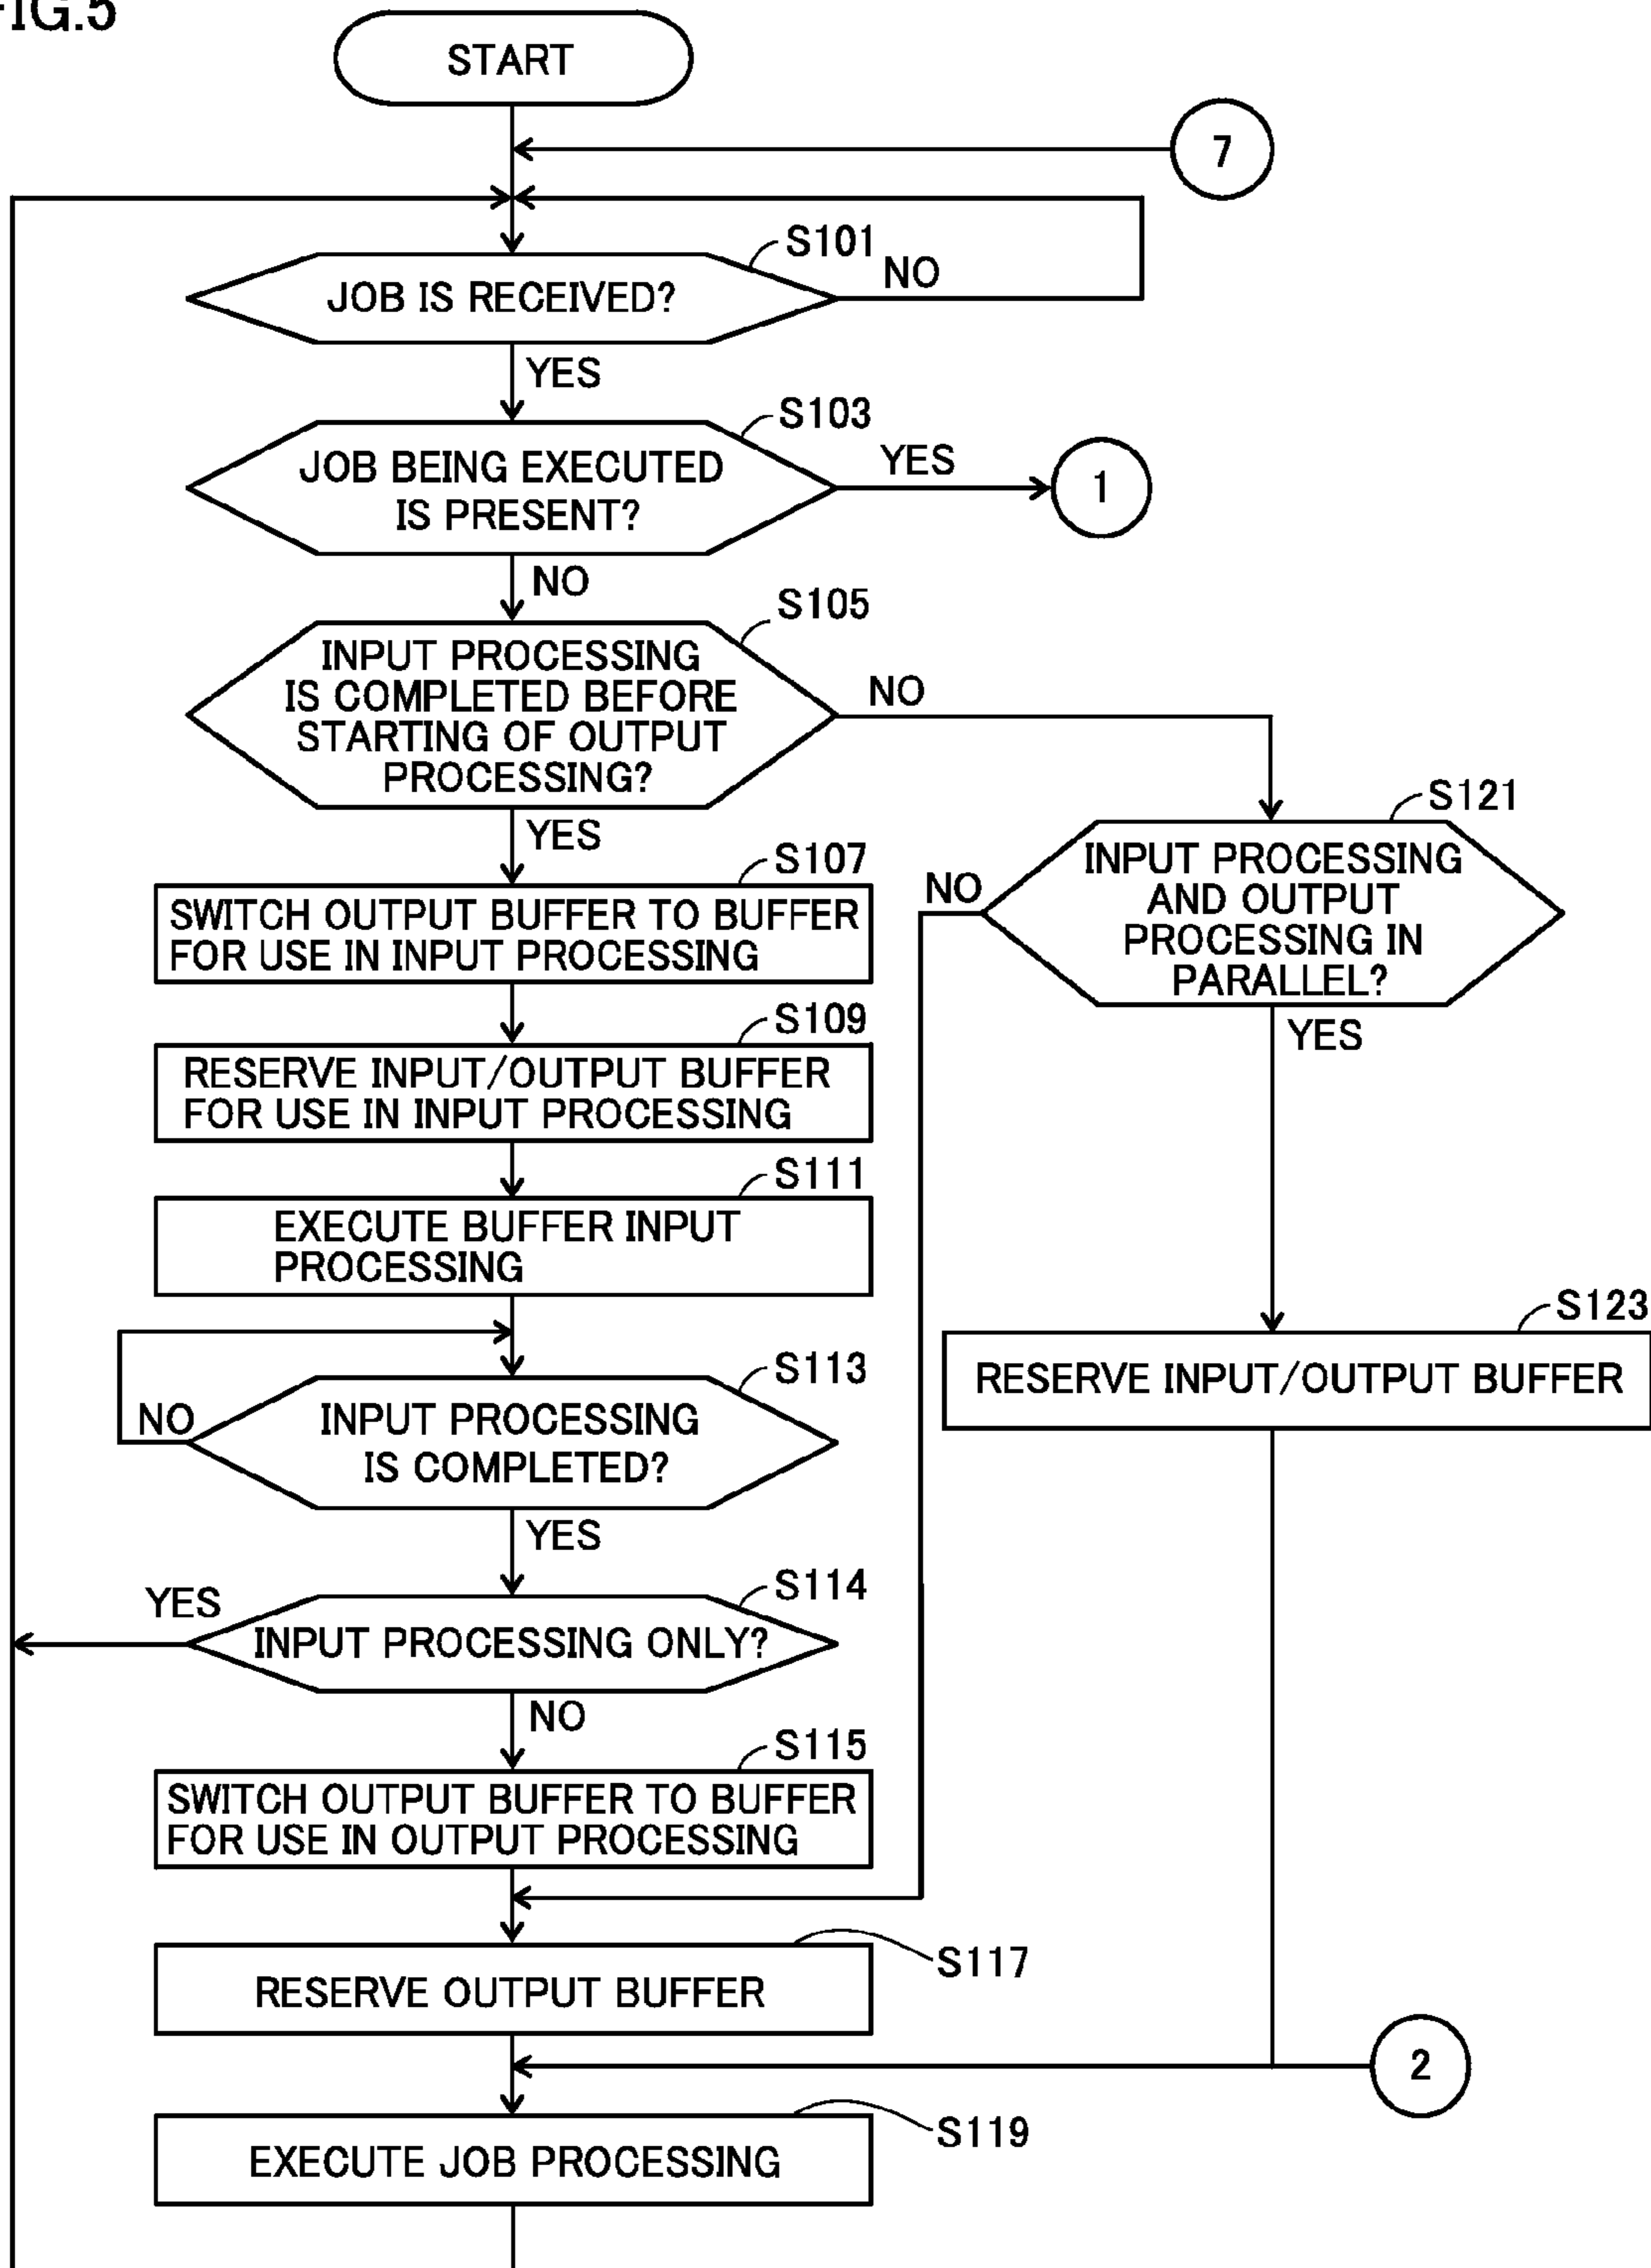 FIG.5
START
7
S101
JOB IS RECEIVED?
NO
YES
S103
JOB BEING EXECUTED
IS PRESENT?
YES
1
NO
S105
INPUT PROCESSING
IS COMPLETED BEFORE
STARTING OF OUTPUT
PROCESSING?
NO
YES
S121
INPUT PROCESSING
AND OUTPUT
PROCESSING IN
PARALLEL?
NO
YES
S107
SWITCH OUTPUT BUFFER TO BUFFER
FOR USE IN INPUT PROCESSING
S109
RESERVE INPUT/OUTPUT BUFFER
FOR USE IN INPUT PROCESSING
S111
EXECUTE BUFFER INPUT
PROCESSING
S123
RESERVE INPUT/OUTPUT BUFFER
S113
INPUT PROCESSING
IS COMPLETED?
NO
YES
S114
INPUT PROCESSING ONLY?
YES
NO
S115
SWITCH OUTPUT BUFFER TO BUFFER
FOR USE IN OUTPUT PROCESSING
S117
RESERVE OUTPUT BUFFER
2
S119
EXECUTE JOB PROCESSING